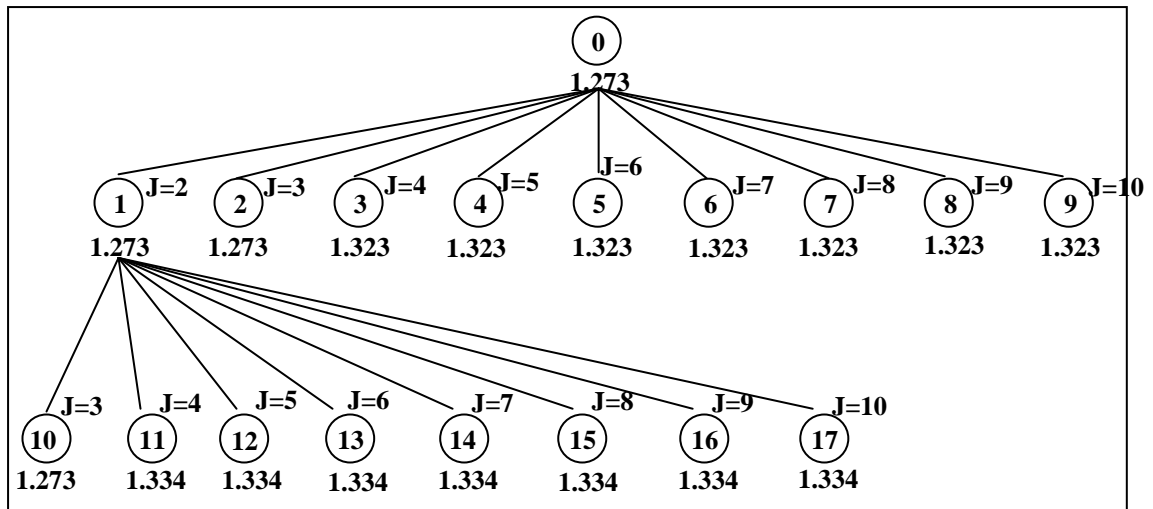 0
1.273
J=2 J=3 J=4 J=5 J=6 J=7 J=8 J=9 J=10
1 2 3 4 5 6 7 8 9
1.273 1.273 1.323 1.323 1.323 1.323 1.323 1.323 1.323
J=3 J=4 J=5 J=6 J=7 J=8 J=9 J=10
10 11 12 13 14 15 16 17
1.273 1.334 1.334 1.334 1.334 1.334 1.334 1.334